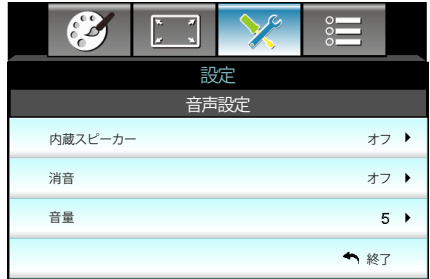 設定
音声設定
内蔵スピーカー オフ
消音 オフ
音量 5
終了